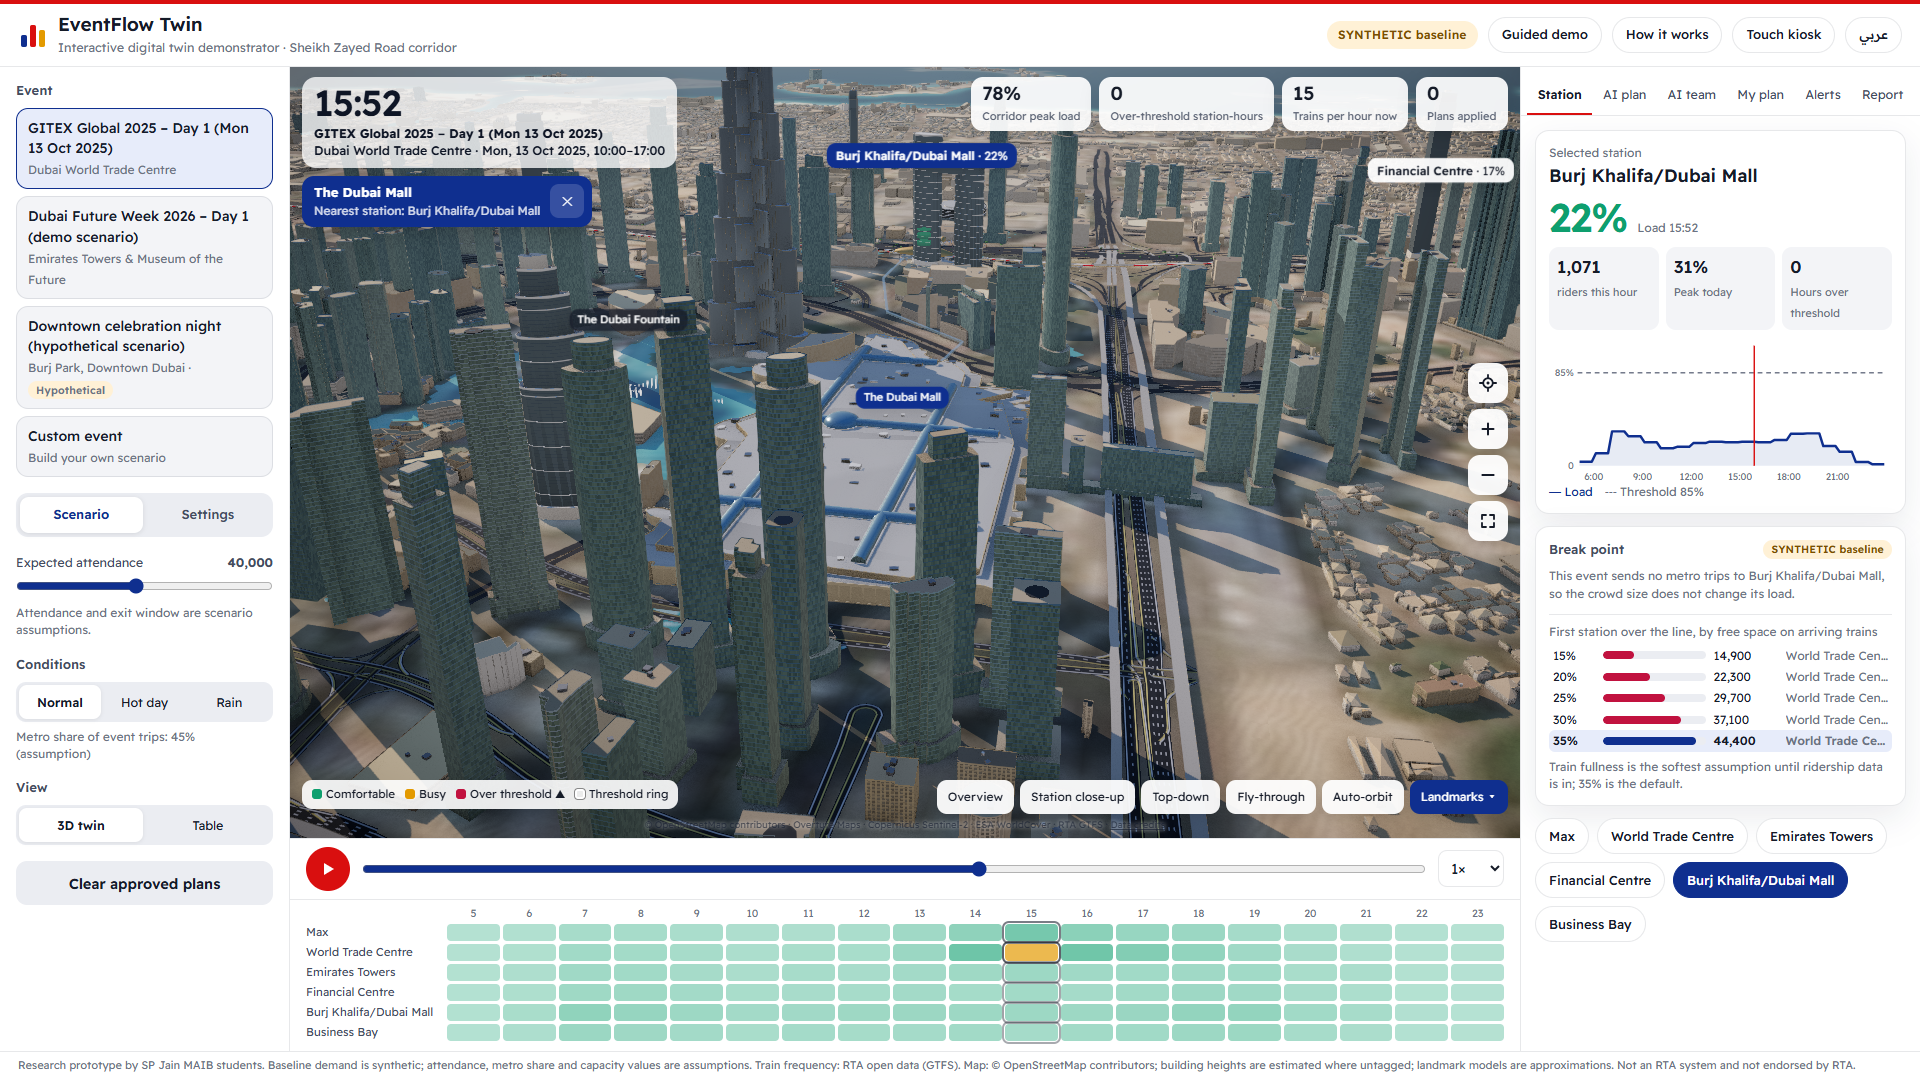 EventFlow Twin
Interactive digital twin demonstrator · Sheikh Zayed Road corridor
SYNTHETIC baseline
Guided demo
How it works
Touch kiosk
عربي
Event
GITEX Global 2025 – Day 1 (Mon
13 Oct 2025)
Dubai World Trade Centre
Dubai Future Week 2026 – Day 1
(demo scenario)
Emirates Towers & Museum of the
Future
Downtown celebration night
(hypothetical scenario)
Burj Park, Downtown Dubai ·
Hypothetical
Custom event
Build your own scenario
Scenario
Settings
Expected attendance 40,000
Attendance and exit window are scenario
assumptions.
Conditions
Normal
Hot day
Rain
Metro share of event trips: 45%
(assumption)
View
3D twin
Table
Clear approved plans
15:52
GITEX Global 2025 – Day 1 (Mon 13 Oct 2025)
Dubai World Trade Centre · Mon, 13 Oct 2025, 10:00–17:00
The Dubai Mall
Nearest station: Burj Khalifa/Dubai Mall
×
78%
Corridor peak load
0
Over-threshold station-hours
15
Trains per hour now
0
Plans applied
Burj Khalifa/Dubai Mall · 22%
Financial Centre · 17%
The Dubai Fountain
The Dubai Mall
+
−
Comfortable
Busy
Over threshold ▲
Threshold ring
Overview
Station close-up
Top-down
Fly-through
Auto-orbit
Landmarks
1×
5 6 7 8 9 10 11 12 13 14 15 16 17 18 19 20 21 22 23
Max
World Trade Centre
Emirates Towers
Financial Centre
Burj Khalifa/Dubai Mall
Business Bay
Station
AI plan
AI team
My plan
Alerts
Report
Selected station
Burj Khalifa/Dubai Mall
22% Load 15:52
1,071
riders this hour
31%
Peak today
0
Hours over
threshold
85%
0
6:00 9:00 12:00 15:00 18:00 21:00
— Load --- Threshold 85%
Break point
SYNTHETIC baseline
This event sends no metro trips to Burj Khalifa/Dubai Mall,
so the crowd size does not change its load.
First station over the line, by free space on arriving trains
15% 14,900 World Trade Cen...
20% 22,300 World Trade Cen...
25% 29,700 World Trade Cen...
30% 37,100 World Trade Cen...
35% 44,400 World Trade Ce...
Train fullness is the softest assumption until ridership data
is in; 35% is the default.
Max
World Trade Centre
Emirates Towers
Financial Centre
Burj Khalifa/Dubai Mall
Business Bay
Research prototype by SP Jain MAIB students. Baseline demand is synthetic; attendance, metro share and capacity values are assumptions. Train frequency: RTA open data (GTFS). Map: © OpenStreetMap contributors; building heights are estimated where untagged; landmark models are approximations. Not an RTA system and not endorsed by RTA.